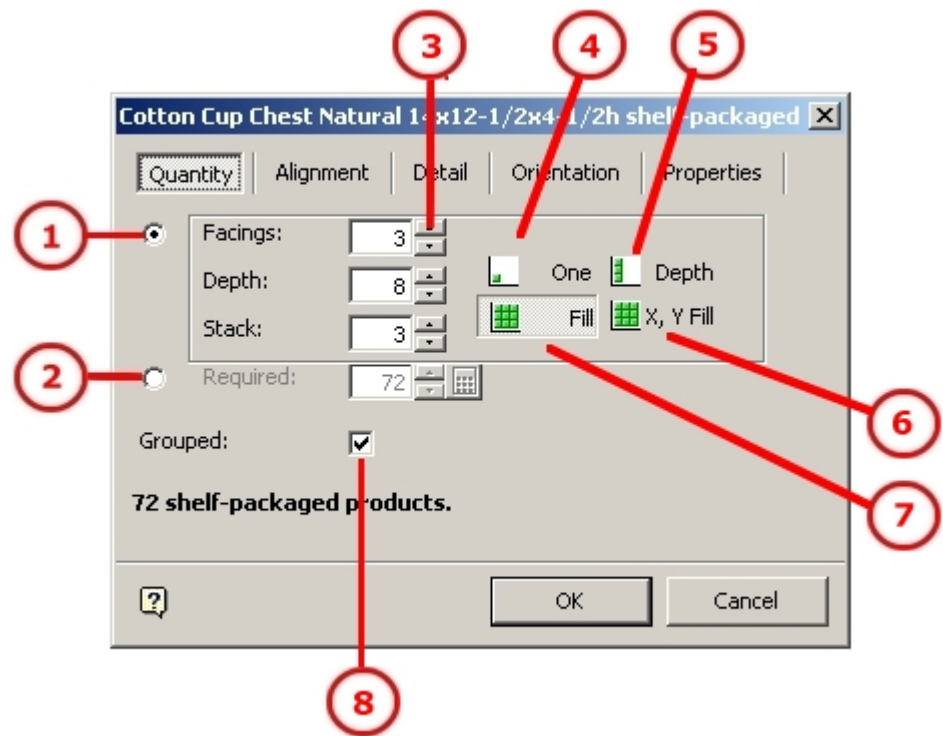 3 4 5
Cotton Cup Chest Natural 14x12-1/2x4-1/2h shelf-packaged
Quantity Alignment Detail Orientation Properties
1
Facings: 3
One Depth
Depth: 8
Fill X, Y Fill
Stack: 3
2
Required: 72
6
Grouped:
7
72 shelf-packaged products.
?
OK Cancel
8